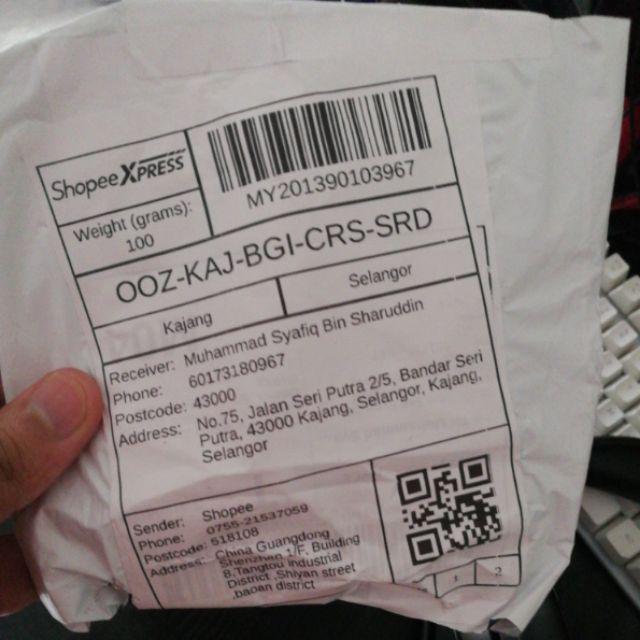 Shopee XPRESS
MY201390103967
Weight (grams):
100
OOZ-KAJ-BGI-CRS-SRD
Kajang
Selangor
Receiver: Muhammad Syafiq Bin Sharuddin
Phone: 60173180967
Postcode: 43000
Address: No.75, Jalan Seri Putra 2/5, Bandar Seri
Putra, 43000 Kajang, Selangor, Kajang,
Selangor
Sender: Shopee
Phone: 0755-21537059
Postcode: 518108
Address: China Guangdong
Shenzhen 1/F, Building
8,Tangtou industrial
District ,Shiyan street
,baoan district
1 2